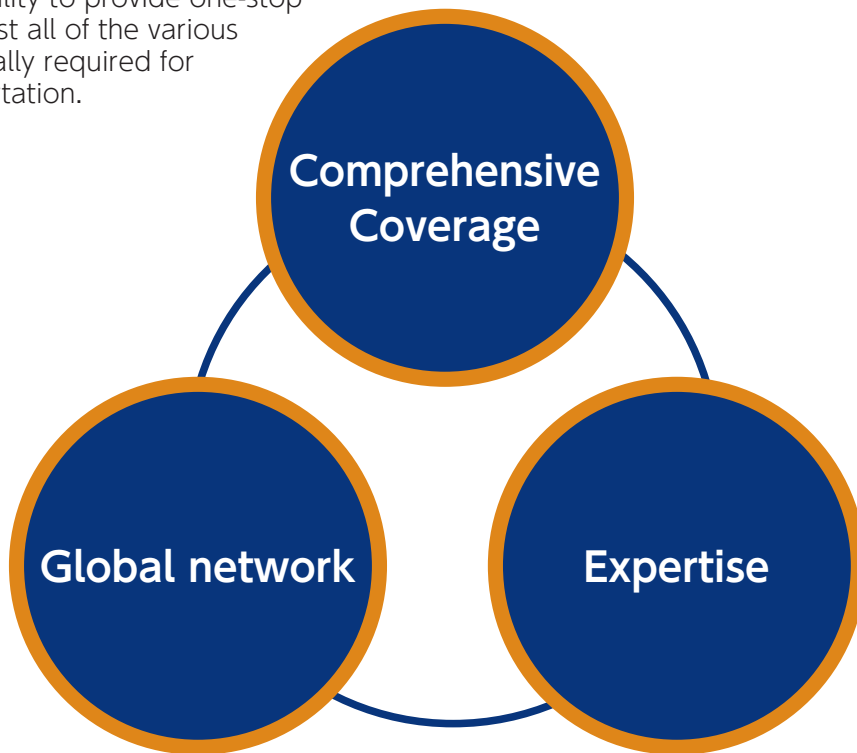 to provide one-stop
all of the various
required for
Comprehensive
Coverage
Global network
Expertise